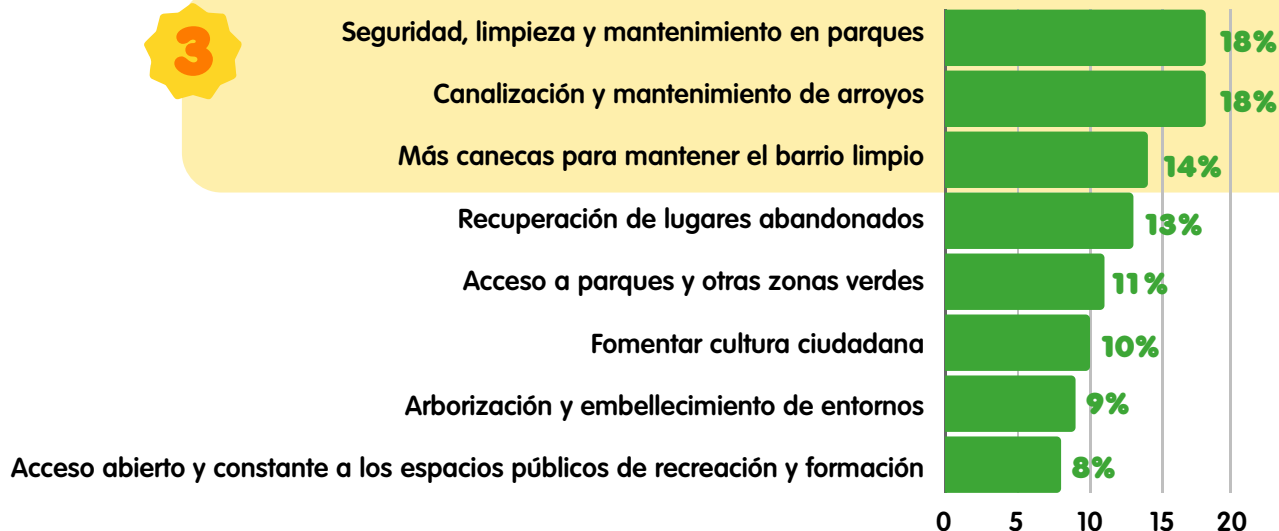 3
Seguridad, limpieza y mantenimiento en parques 18%
Canalización y mantenimiento de arroyos 18%
Más canecas para mantener el barrio limpio 14%
Recuperación de lugares abandonados 13%
Acceso a parques y otras zonas verdes 11%
Fomentar cultura ciudadana 10%
Arborización y embellecimiento de entornos 9%
Acceso abierto y constante a los espacios públicos de recreación y formación 8%
0 5 10 15 20